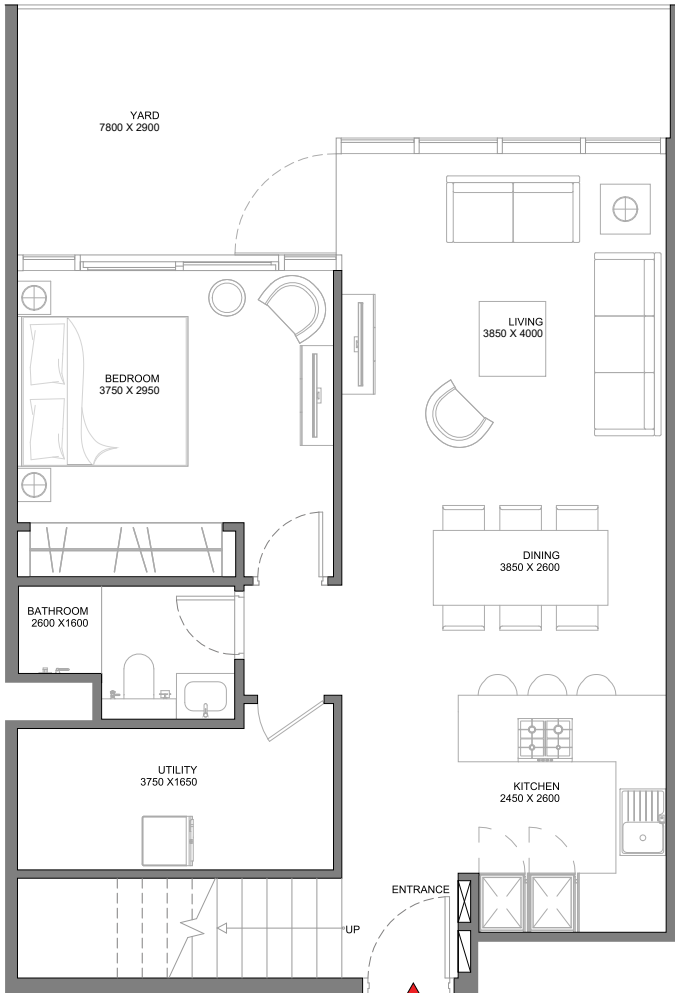 YARD
7800 X 2900
LIVING
3850 X 4000
BEDROOM
3750 X 2950
DINING
3850 X 2600
BATHROOM
2600 X1600
UTILITY
3750 X1650
KITCHEN
2450 X 2600
ENTRANCE
UP